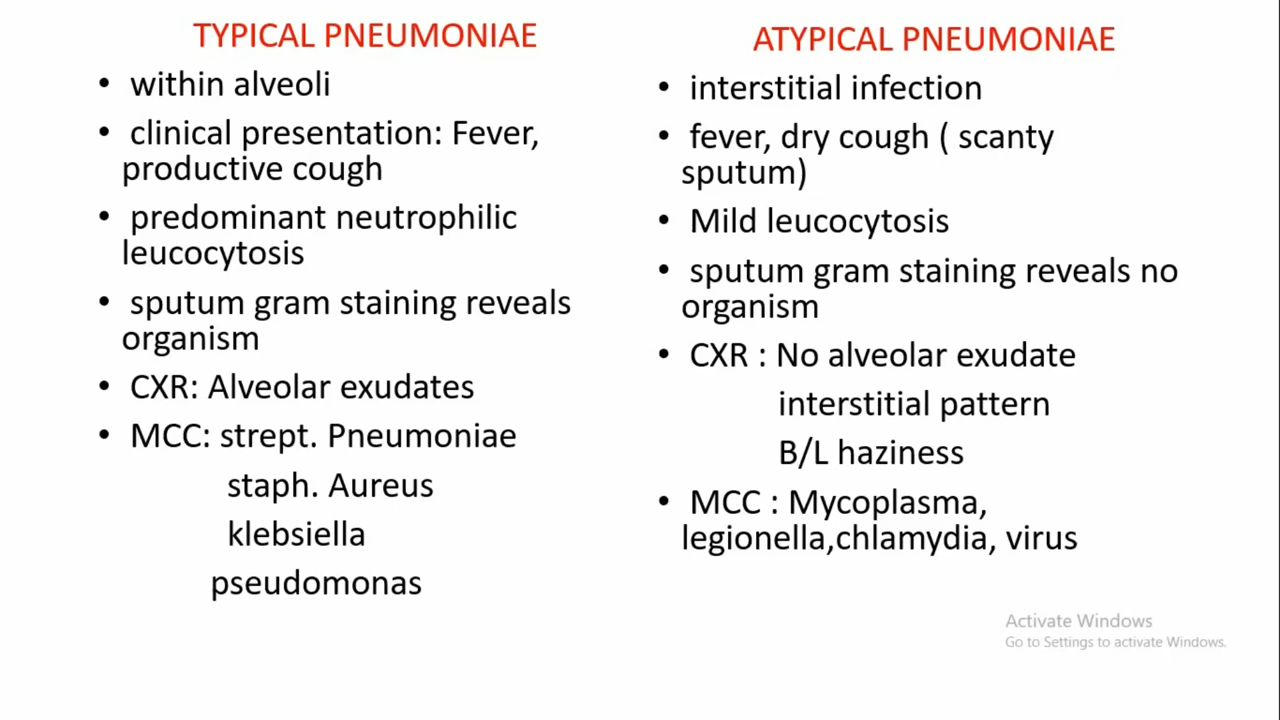 TYPICAL PNEUMONIAE
• within alveoli
• clinical presentation: Fever,
productive cough
• predominant neutrophilic
leucocytosis
• sputum gram staining reveals
organism
• CXR: Alveolar exudates
• MCC: strept. Pneumoniae
staph. Aureus
klebsiella
pseudomonas
ATYPICAL PNEUMONIAE
• interstitial infection
• fever, dry cough ( scanty
sputum)
• Mild leucocytosis
• sputum gram staining reveals no
organism
• CXR : No alveolar exudate
interstitial pattern
B/L haziness
• MCC : Mycoplasma,
legionella,chlamydia, virus
Activate Windows
Go to Settings to activate Windows.